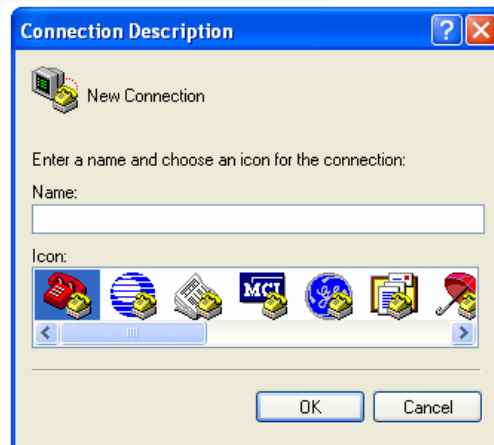 Connection Description
New Connection
Enter a name and choose an icon for the connection:
Name:
Icon:
MCI
OK
Cancel